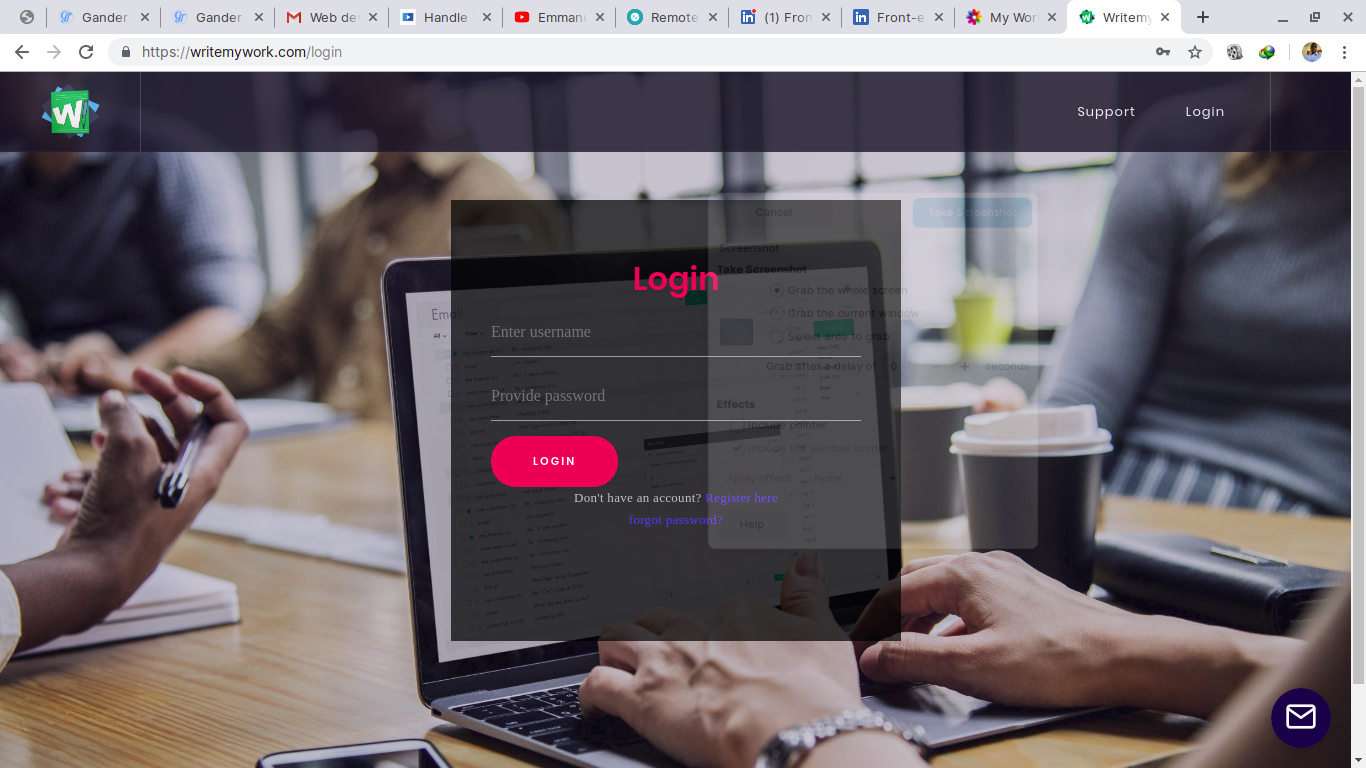 Gander
Gander
Web de
Handle
Emman
Remote
(1) Fron
Front-e
My Wor
Writemy
https://writemywork.com/login
W
Support
Login
Cancel
Take Screenshot
Screenshot
Take Screenshot
Login
Grab the whole screen
Email
Grab the current window
Enter username
All
Select area to grab
Grab after a delay of 0 - + seconds
Provide password
Effects
Include pointer
Include the window border
LOGIN
Apply effect: None
Don't have an account? Register here
forgot password?
Help